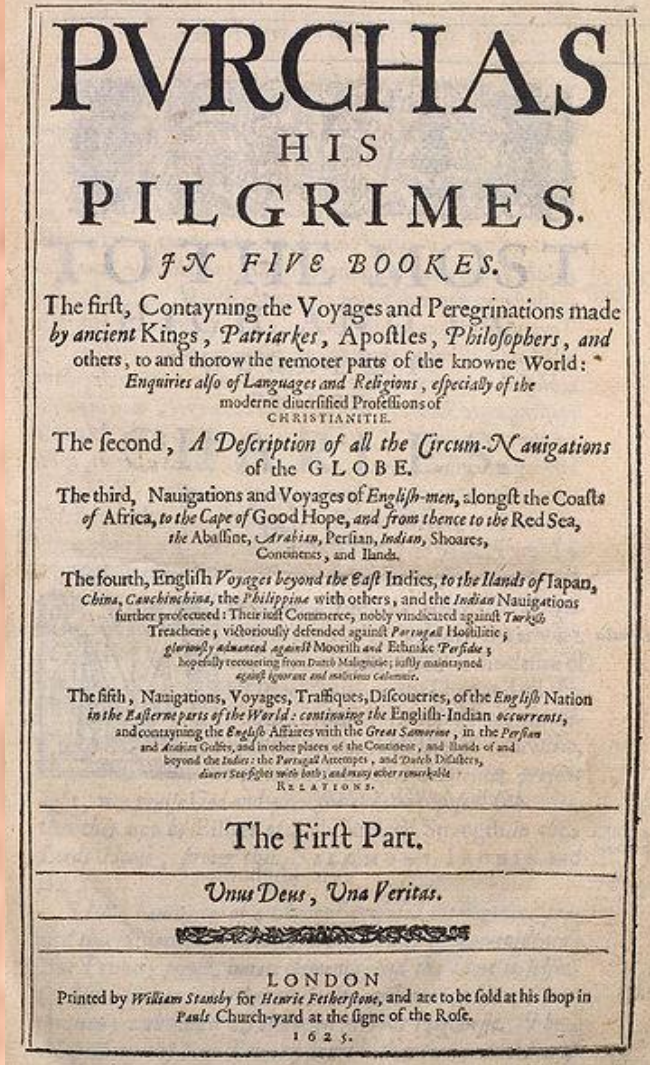 PVRCHAS
HIS
PILGRIMES.
IN FIVE BOOKES.
The firſt, Contayning the Voyages and Peregrinations made
by ancient Kings, Patriarkes, Apoſtles, Philoſophers, and
others, to and thorow the remoter parts of the knowne World:
Enquiries alſo of Languages and Religions, eſpecially of the
moderne diuerſified Profeſſions of
CHRISTIANITIE.
The ſecond, A Deſcription of all the Circum-Nauigations
of the GLOBE.
The third, Nauigations and Voyages of Engliſh-men, alongſt the Coaſts
of Africa, to the Cape of Good Hope, and from thence to the Red Sea,
the Abaſſine, Arabian, Perſian, Indian, Shoares,
Continents, and Ilands.
The fourth, Engliſh Voyages beyond the Eaſt Indies, to the Ilands of Iapan,
China, Cauchinchina, the Philippinæ with others, and the Indian Nauigations
further proſecuted: Their iuſt Commerce, nobly vindicated againſt Turkiſh
Treacherie; victoriouſly defended againſt Portugall Hoſtilitie;
gloriouſly aduanced againſt Mooriſh and Ethnike Perfidie;
hopefully recouering from Dutch Malignitie; iuſtly maintayned
againſt ignorant and malicious Calumnie.
The fifth, Nauigations, Voyages, Traffiques, Diſcoueries, of the Engliſh Nation
in the Eaſterne parts of the World: continuing the Engliſh-Indian occurrents,
and contayning the Engliſh Affaires with the Great Samorine, in the Perſian
and Arabian Gulfes, and in other places of the Continent, and Ilands of and
beyond the Indies: the Portugall Attempts, and Dutch Diſaſters,
diuers Sea-fights with both; and many other remarkable
RELATIONS.
The Firſt Part.
Unus Deus, Una Veritas.
LONDON
Printed by William Stansby for Henrie Fetherſtone, and are to be ſold at his ſhop in
Pauls Church-yard at the ſigne of the Roſe.
1625.